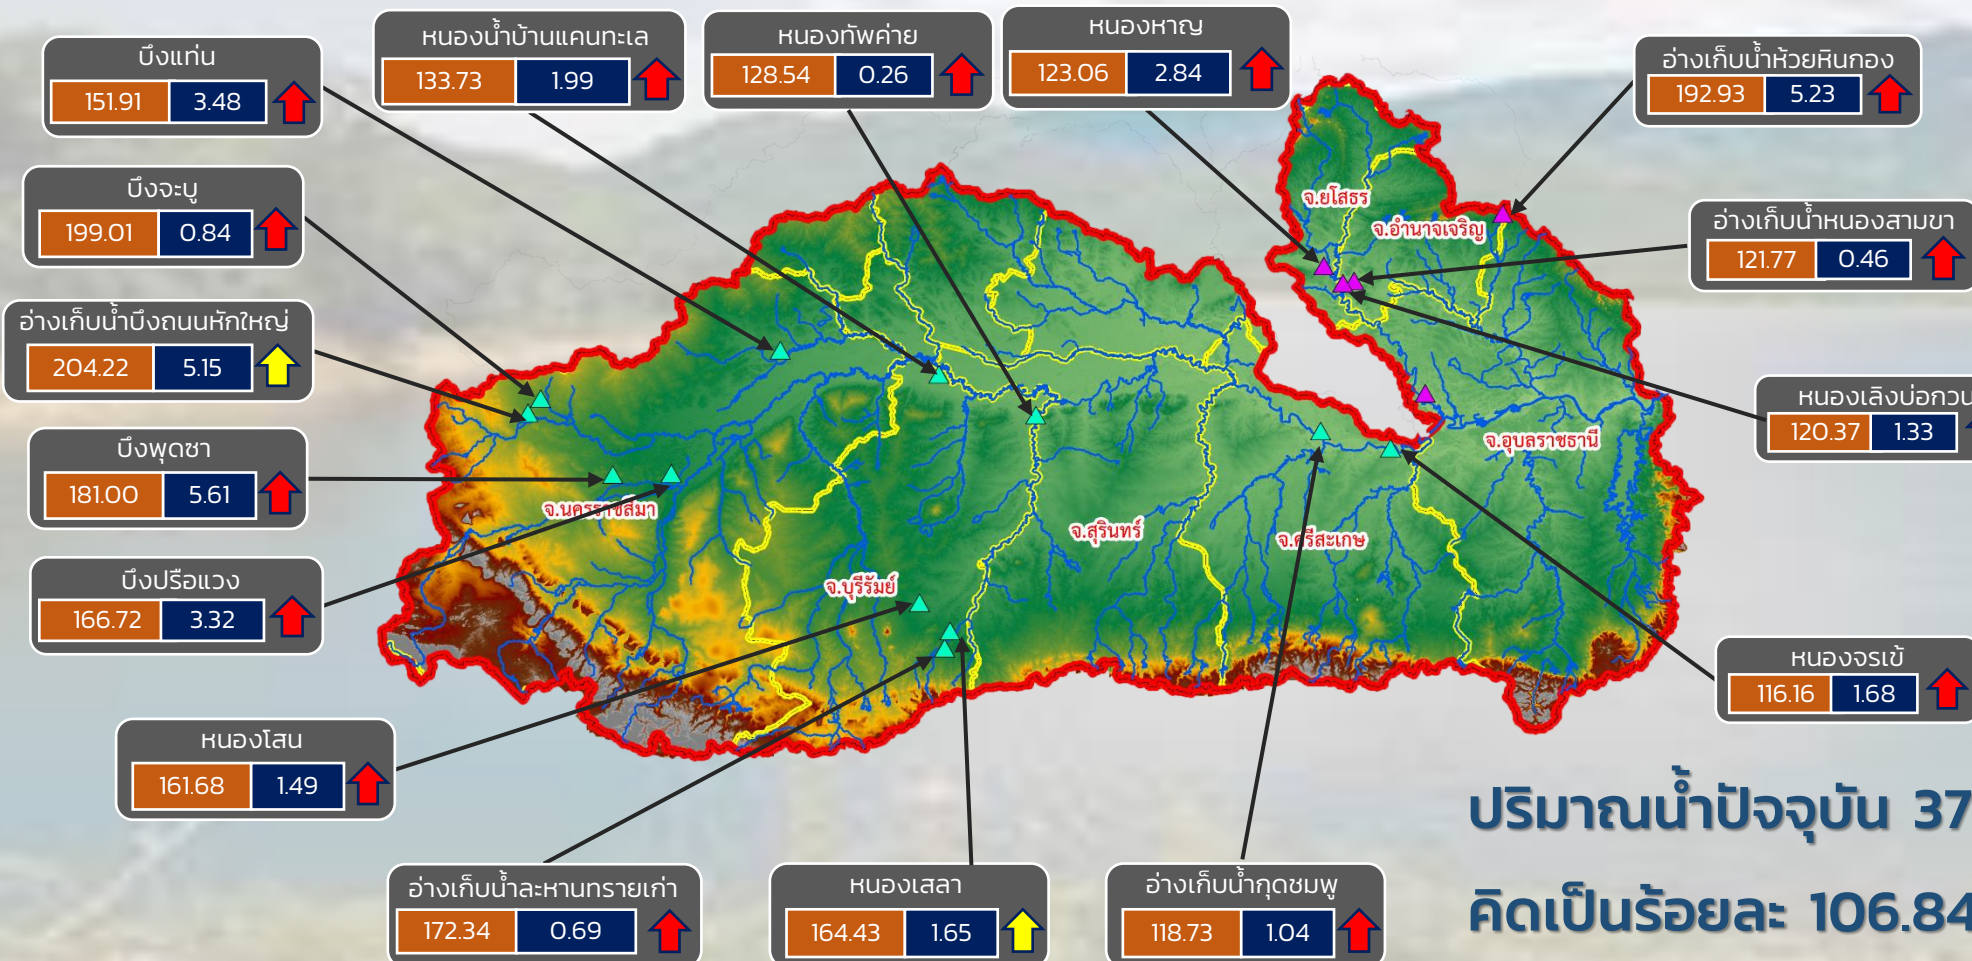 บึงแท่น
151.91 3.48
หนองน้ำบ้านแคนทะเล
133.73 1.99
หนองทัพค่าย
128.54 0.26
หนองหาญ
123.06 2.84
อ่างเก็บน้ำห้วยหินกอง
192.93 5.23
บึงจะบู
199.01 0.84
อ่างเก็บน้ำหนองสามขา
121.77 0.46
อ่างเก็บน้ำบึงถนนหักใหญ่
204.22 5.15
หนองเลิงบ่อกวน
120.37 1.33
บึงพุดซา
181.00 5.61
บึงปรือแวง
166.72 3.32
หนองจรเข้
116.16 1.68
หนองโสน
161.68 1.49
อ่างเก็บน้ำละหานทรายเก่า
172.34 0.69
หนองเสลา
164.43 1.65
อ่างเก็บน้ำกุดชมพู
118.73 1.04
จ.ยโสธร
จ.อำนาจเจริญ
จ.อุบลราชธานี
จ.นครราชสีมา
จ.สุรินทร์
จ.ศรีสะเกษ
จ.บุรีรัมย์
ปริมาณน้ำปัจจุบัน 37
คิดเป็นร้อยละ 106.84